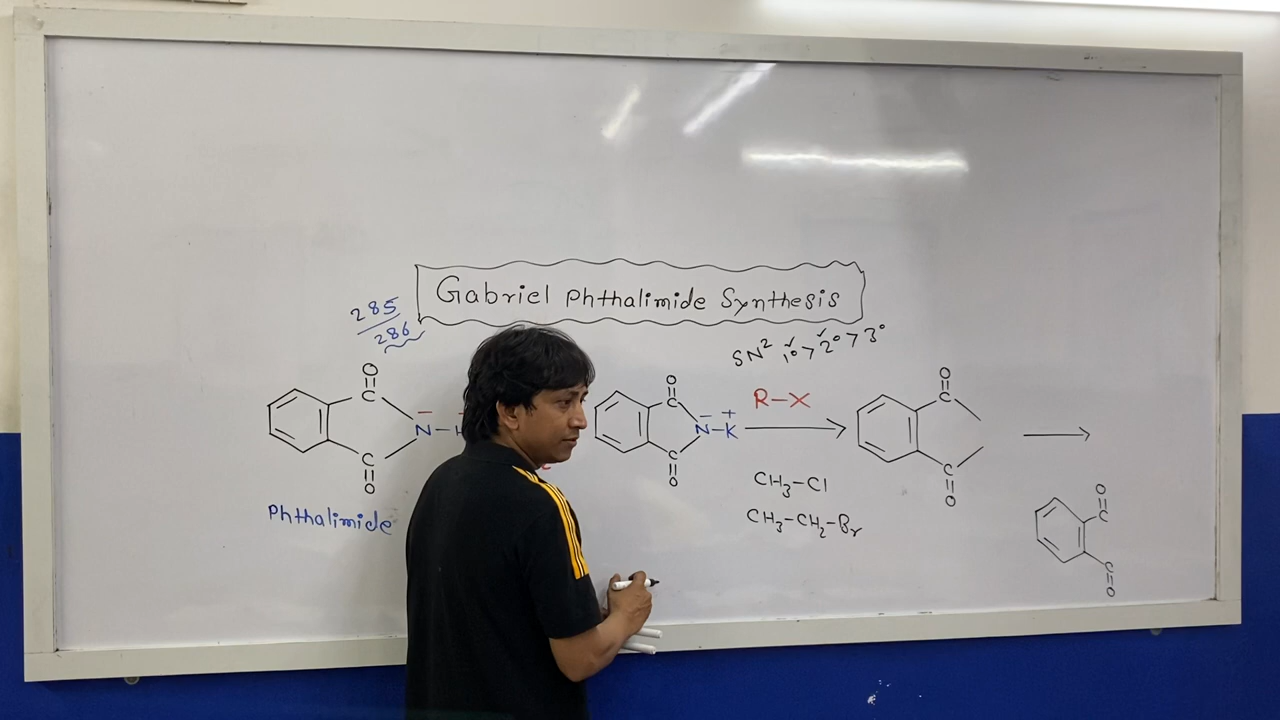 Gabriel Phthalimide Synthesis
285
286
SN² 1° > 2° > 3°
O
C
N–
C
O
Phthalimide
O
C
N–K
– +
C
O
R–X
CH₃–Cl
CH₃–CH₂–Br
O
C
C
O
O
C
C
O